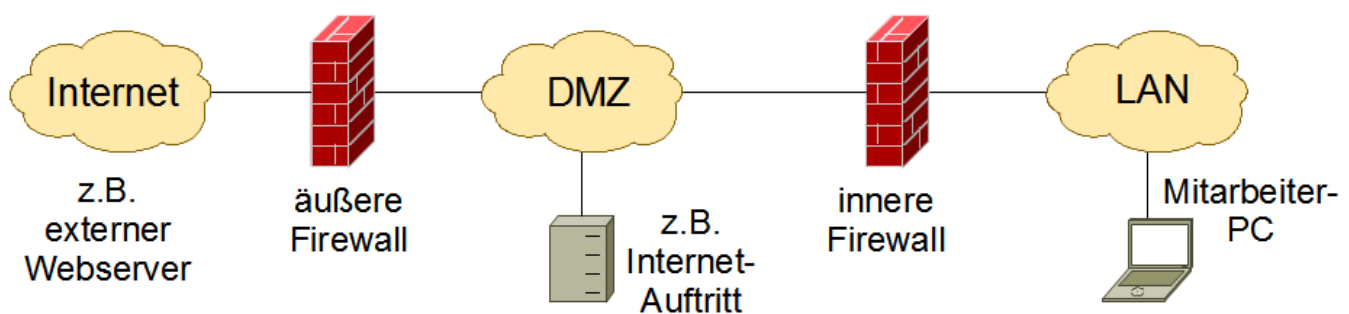 Internet
DMZ
LAN
z.B.
externer
Webserver
äußere
Firewall
z.B.
Internet-
Auftritt
innere
Firewall
Mitarbeiter-
PC